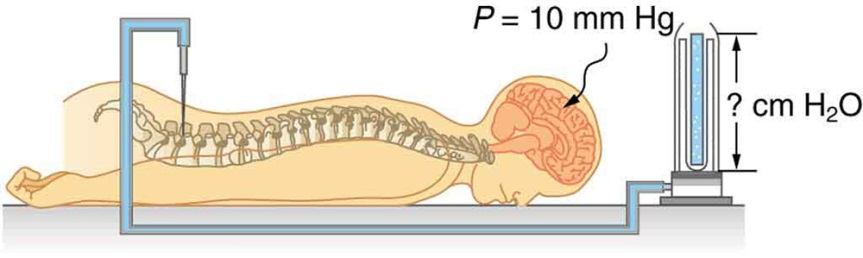 P = 10 mm Hg
? cm H₂O